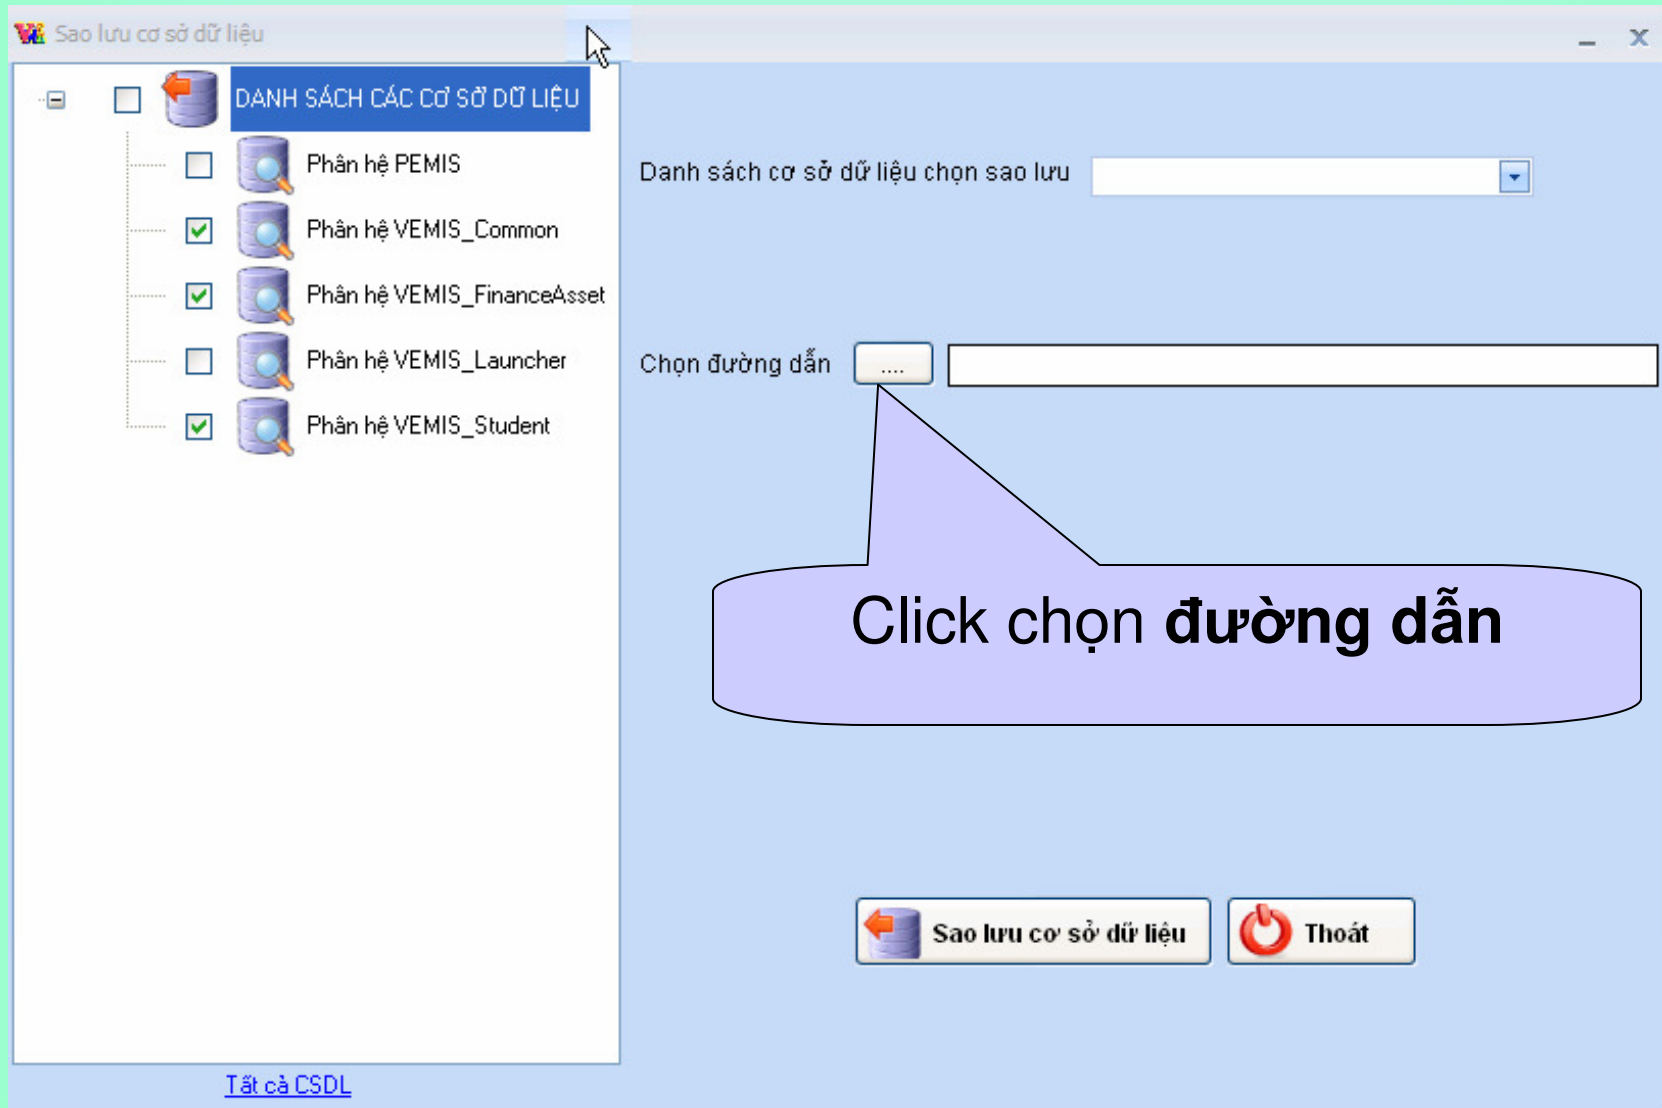 Sao lưu cơ sở dữ liệu
DANH SÁCH CÁC CƠ SỞ DỮ LIỆU
Phân hệ PEMIS
Phân hệ VEMIS_Common
Phân hệ VEMIS_FinanceAsset
Phân hệ VEMIS_Launcher
Phân hệ VEMIS_Student
Tất cả CSDL
Danh sách cơ sở dữ liệu chọn sao lưu
Chọn đường dẫn ....
Click chọn đường dẫn
Sao lưu cơ sở dữ liệu
Thoát